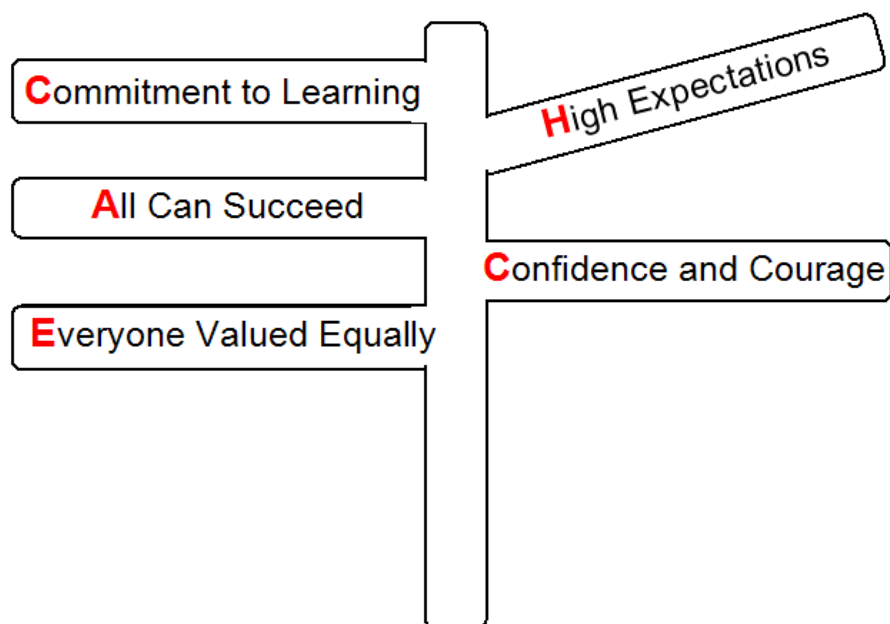 Commitment to Learning
High Expectations
All Can Succeed
Confidence and Courage
Everyone Valued Equally